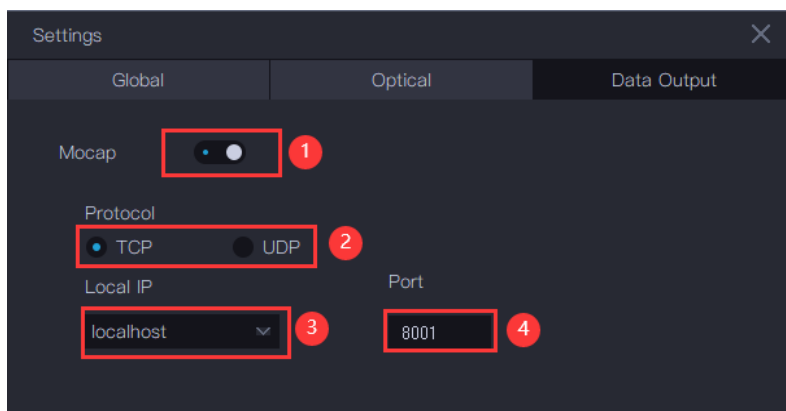 Settings
Global Optical Data Output
Mocap 1
Protocol
TCP UDP 2
Local IP Port
localhost 3 8001 4